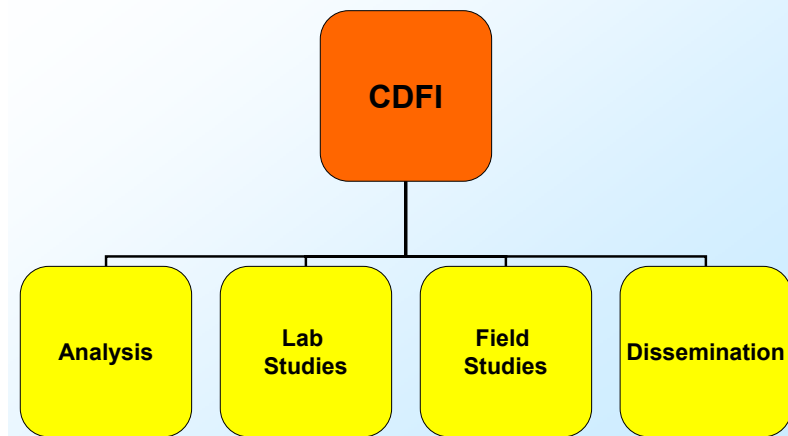 CDFI
Analysis
Lab
Studies
Field
Studies
Dissemination